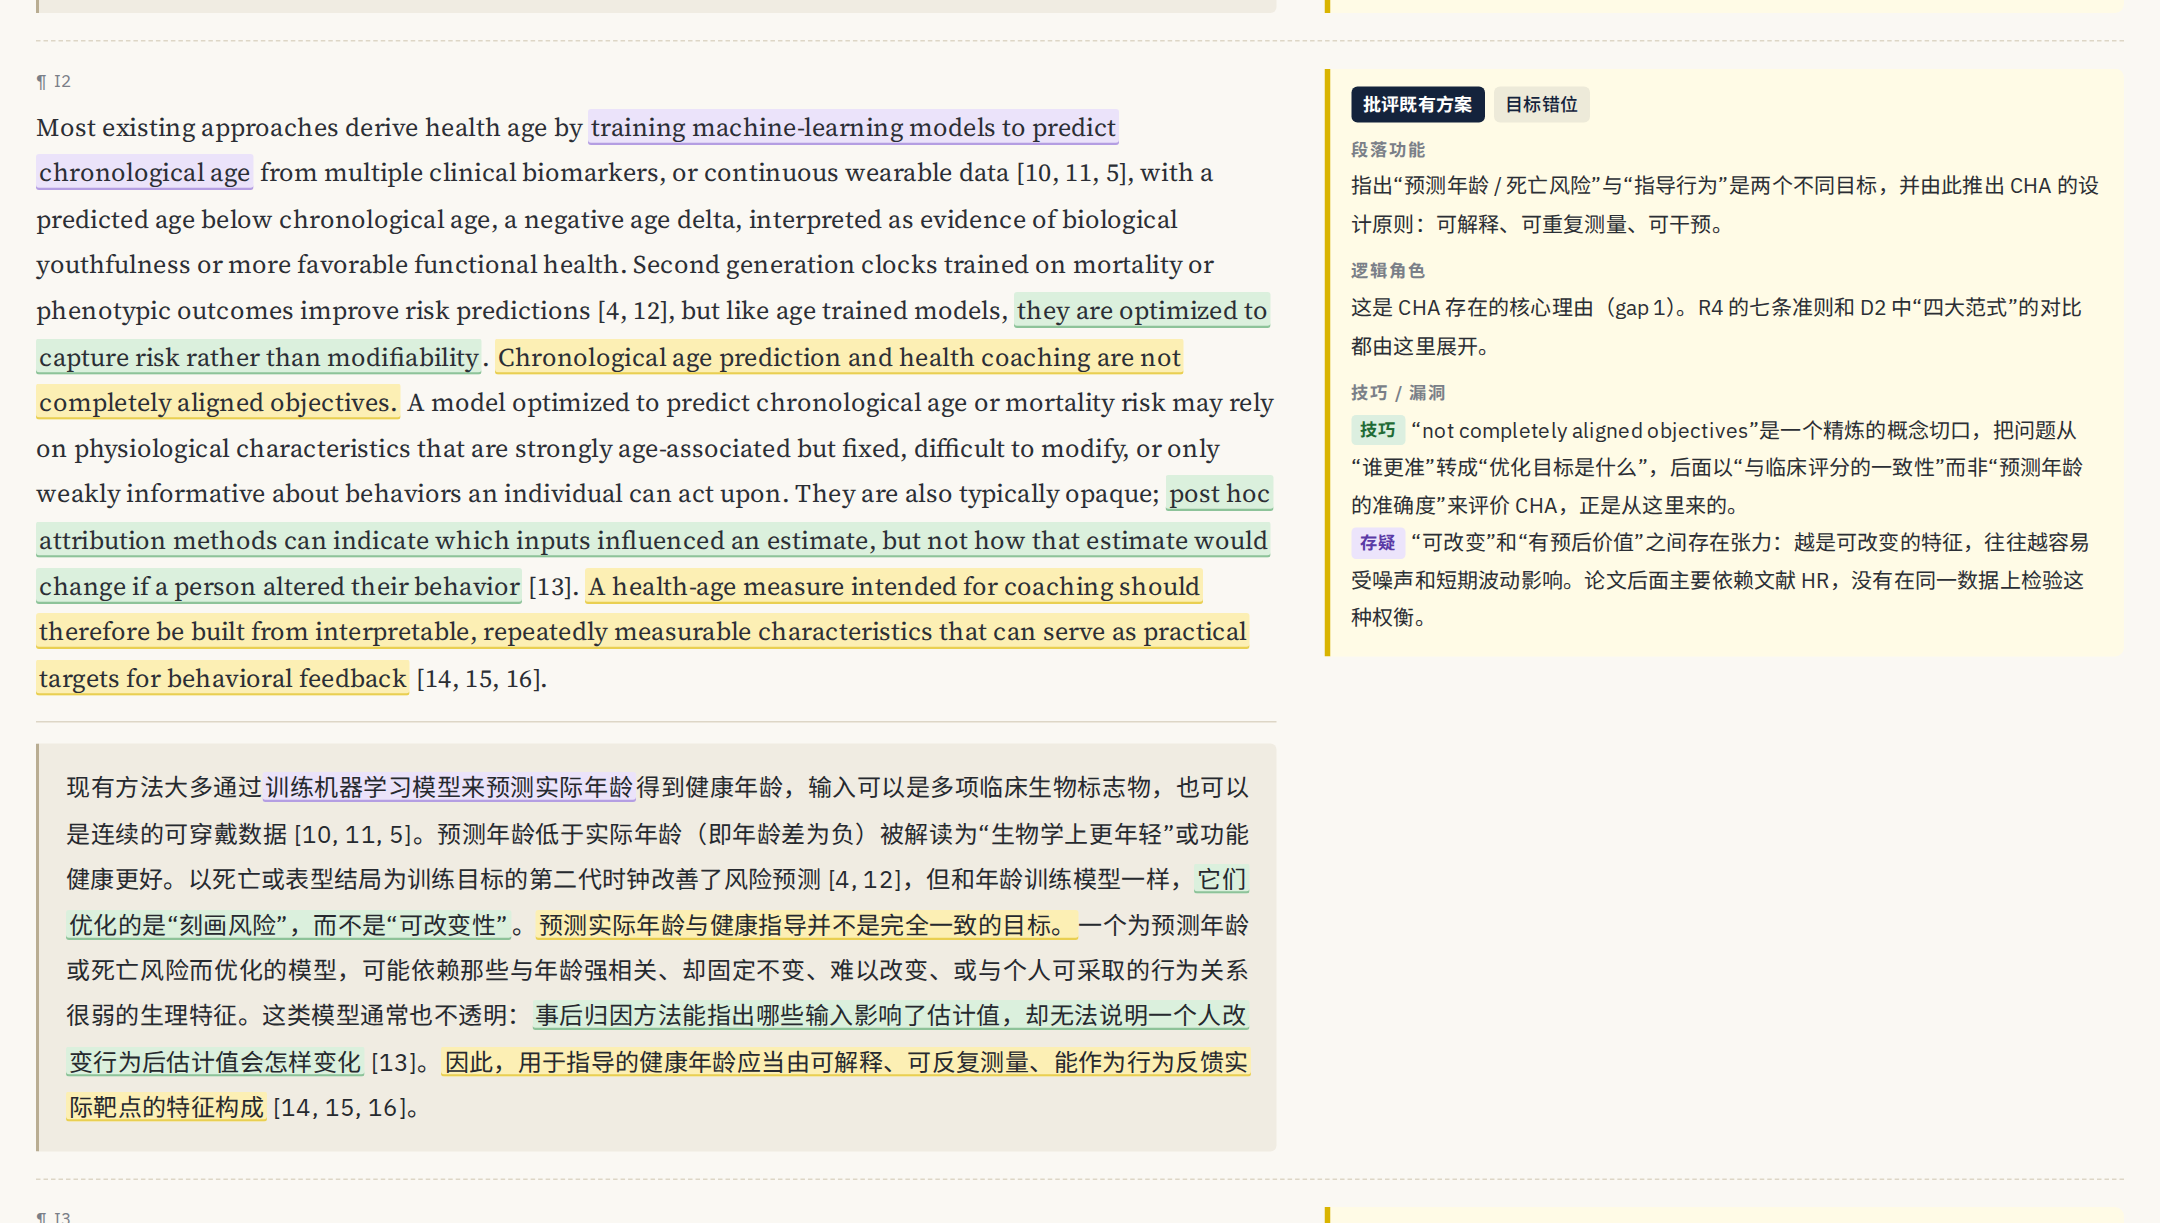 ¶ I2
Most existing approaches derive health age by training machine-learning models to predict
chronological age from multiple clinical biomarkers, or continuous wearable data [10, 11, 5], with a
predicted age below chronological age, a negative age delta, interpreted as evidence of biological
youthfulness or more favorable functional health. Second generation clocks trained on mortality or
phenotypic outcomes improve risk predictions [4, 12], but like age trained models, they are optimized to
capture risk rather than modifiability. Chronological age prediction and health coaching are not
completely aligned objectives. A model optimized to predict chronological age or mortality risk may rely
on physiological characteristics that are strongly age-associated but fixed, difficult to modify, or only
weakly informative about behaviors an individual can act upon. They are also typically opaque; post hoc
attribution methods can indicate which inputs influenced an estimate, but not how that estimate would
change if a person altered their behavior [13]. A health-age measure intended for coaching should
therefore be built from interpretable, repeatedly measurable characteristics that can serve as practical
targets for behavioral feedback [14, 15, 16].
现有方法大多通过训练机器学习模型来预测实际年龄得到健康年龄，输入可以是多项临床生物标志物，也可以
是连续的可穿戴数据 [10, 11, 5]。预测年龄低于实际年龄（即年龄差为负）被解读为“生物学上更年轻”或功能
健康更好。以死亡或表型结局为训练目标的第二代时钟改善了风险预测 [4, 12]，但和年龄训练模型一样，它们
优化的是“刻画风险”，而不是“可改变性”。预测实际年龄与健康指导并不是完全一致的目标。一个为预测年龄
或死亡风险而优化的模型，可能依赖那些与年龄强相关、却固定不变、难以改变、或与个人可采取的行为关系
很弱的生理特征。这类模型通常也不透明：事后归因方法能指出哪些输入影响了估计值，却无法说明一个人改
变行为后估计值会怎样变化 [13]。因此，用于指导的健康年龄应当由可解释、可反复测量、能作为行为反馈实
际靶点的特征构成 [14, 15, 16]。
批评既有方案 目标错位
段落功能
指出“预测年龄 / 死亡风险”与“指导行为”是两个不同目标，并由此推出 CHA 的设
计原则：可解释、可重复测量、可干预。
逻辑角色
这是 CHA 存在的核心理由（gap 1）。R4 的七条准则和 D2 中“四大范式”的对比
都由这里展开。
技巧 / 漏洞
技巧 “not completely aligned objectives”是一个精炼的概念切口，把问题从
“谁更准”转成“优化目标是什么”，后面以“与临床评分的一致性”而非“预测年龄
的准确度”来评价 CHA，正是从这里来的。
存疑 “可改变”和“有预后价值”之间存在张力：越是可改变的特征，往往越容易
受噪声和短期波动影响。论文后面主要依赖文献 HR，没有在同一数据上检验这
种权衡。
¶ I3